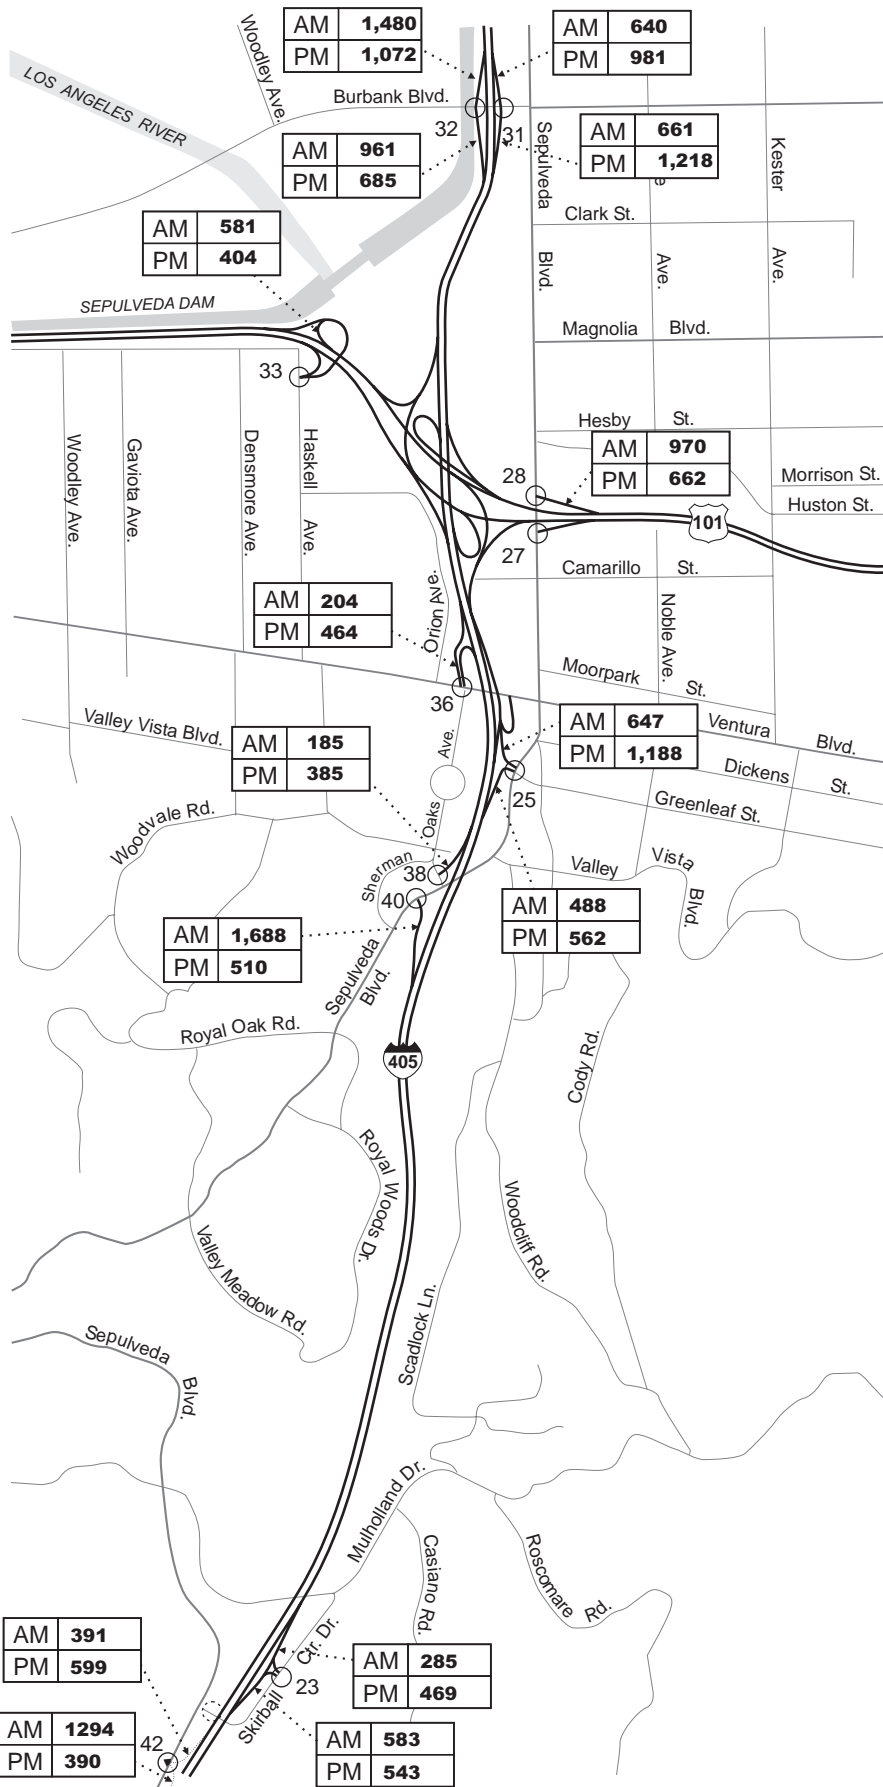 AM 1,480
PM 1,072
AM 640
PM 981
Woodley Ave.
LOS ANGELES RIVER
Burbank Blvd.
32
31
AM 961
PM 685
Sepulveda
Blvd.
AM 661
PM 1,218
e
Ave.
Kester
Ave.
Clark St.
AM 581
PM 404
SEPULVEDA DAM
Magnolia Blvd.
33
Hesby St.
AM 970
PM 662
28
Morrison St.
Huston St.
101
27
Woodley Ave.
Gaviota Ave.
Densmore Ave.
Haskell
Ave.
Camarillo St.
AM 204
PM 464
Orion Ave.
Noble Ave.
Moorpark St.
36
Valley Vista Blvd.
AM 185
PM 385
Ave.
Oaks
Sherman
AM 647
PM 1,188
Ventura Blvd.
Dickens St.
25
Greenleaf St.
Woodvale Rd.
Valley Vista Blvd.
38
40
AM 488
PM 562
AM 1,688
PM 510
Sepulveda
Blvd.
Royal Oak Rd.
405
Cody Rd.
Royal Woods Dr.
Woodcliff Rd.
Valley Meadow Rd.
Scadlock Ln.
Sepulveda
Blvd.
Mulholland Dr.
Casiano Rd.
Roscomare Rd.
AM 391
PM 599
Skirball Ctr. Dr.
23
AM 285
PM 469
AM 1294
PM 390
42
AM 583
PM 543